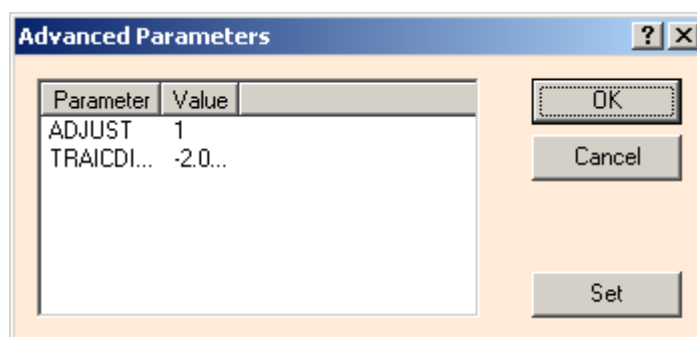 Advanced Parameters
Parameter Value
ADJUST 1
TRAICDI... -2.0...
OK
Cancel
Set